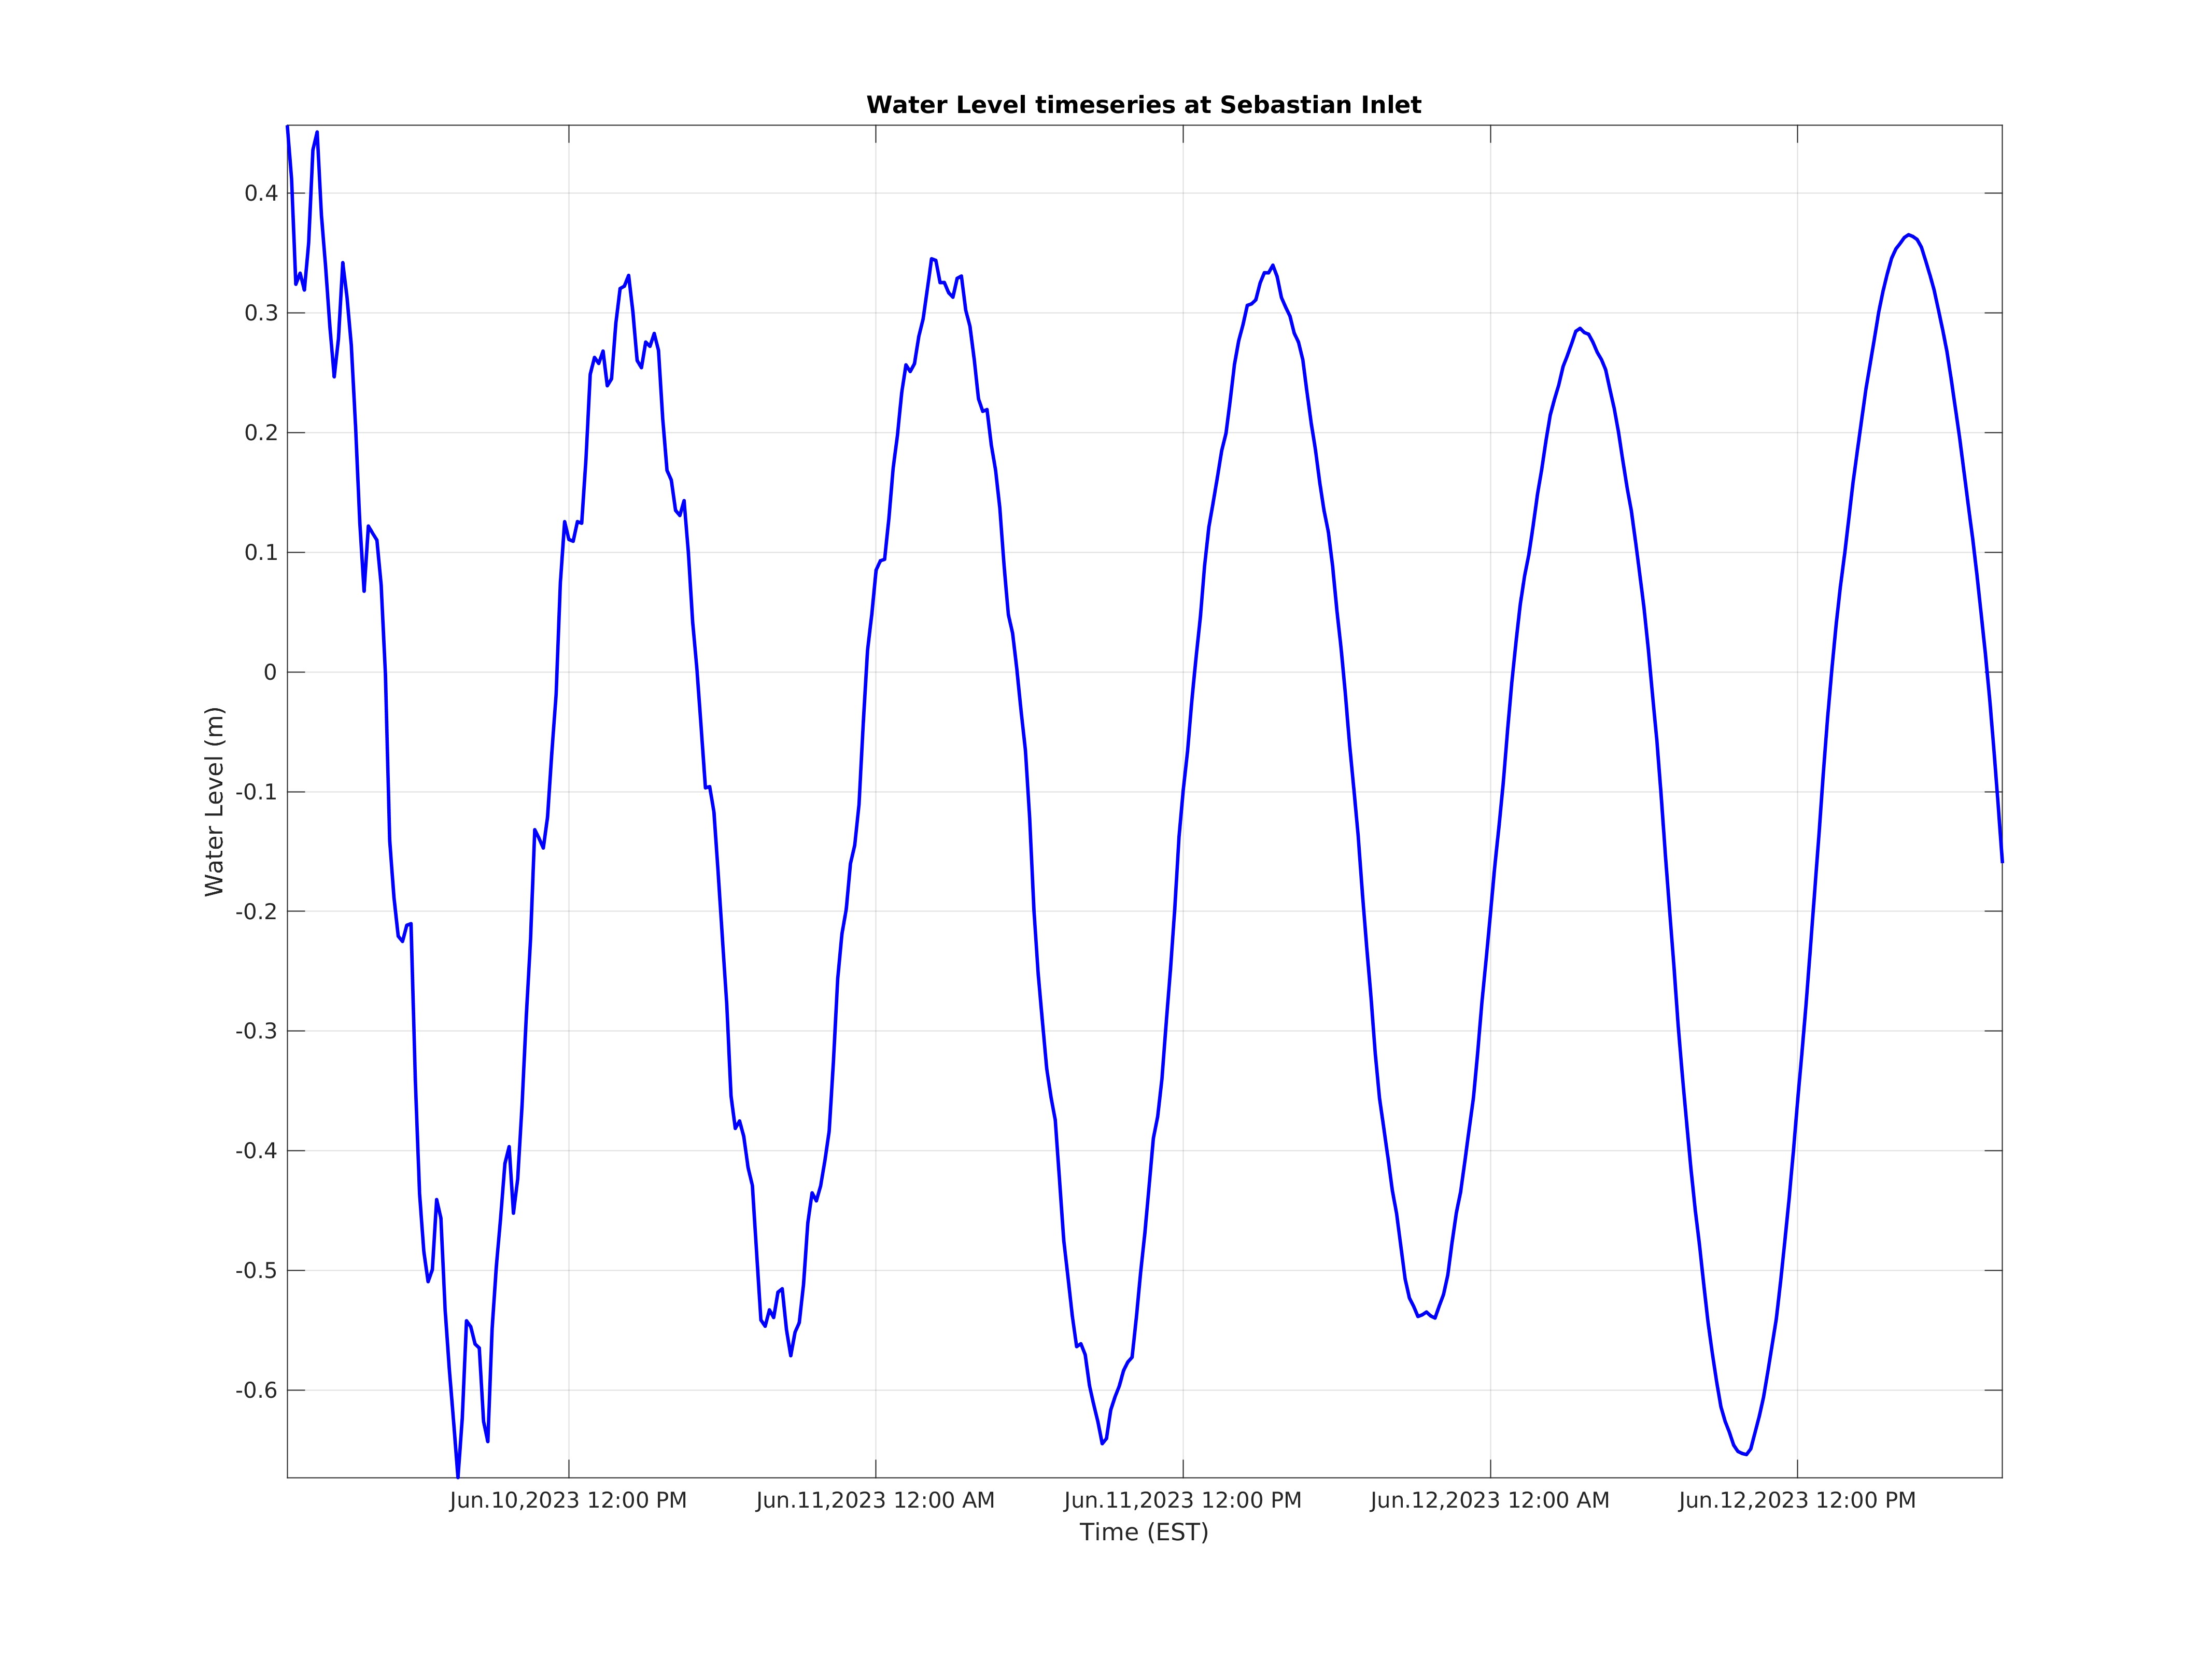 Water Level timeseries at Sebastian Inlet
0.4
0.3
0.2
0.1
0
-0.1
-0.2
-0.3
-0.4
-0.5
-0.6
Water Level (m)
Jun.10,2023 12:00 PM
Jun.11,2023 12:00 AM
Jun.11,2023 12:00 PM
Jun.12,2023 12:00 AM
Jun.12,2023 12:00 PM
Time (EST)